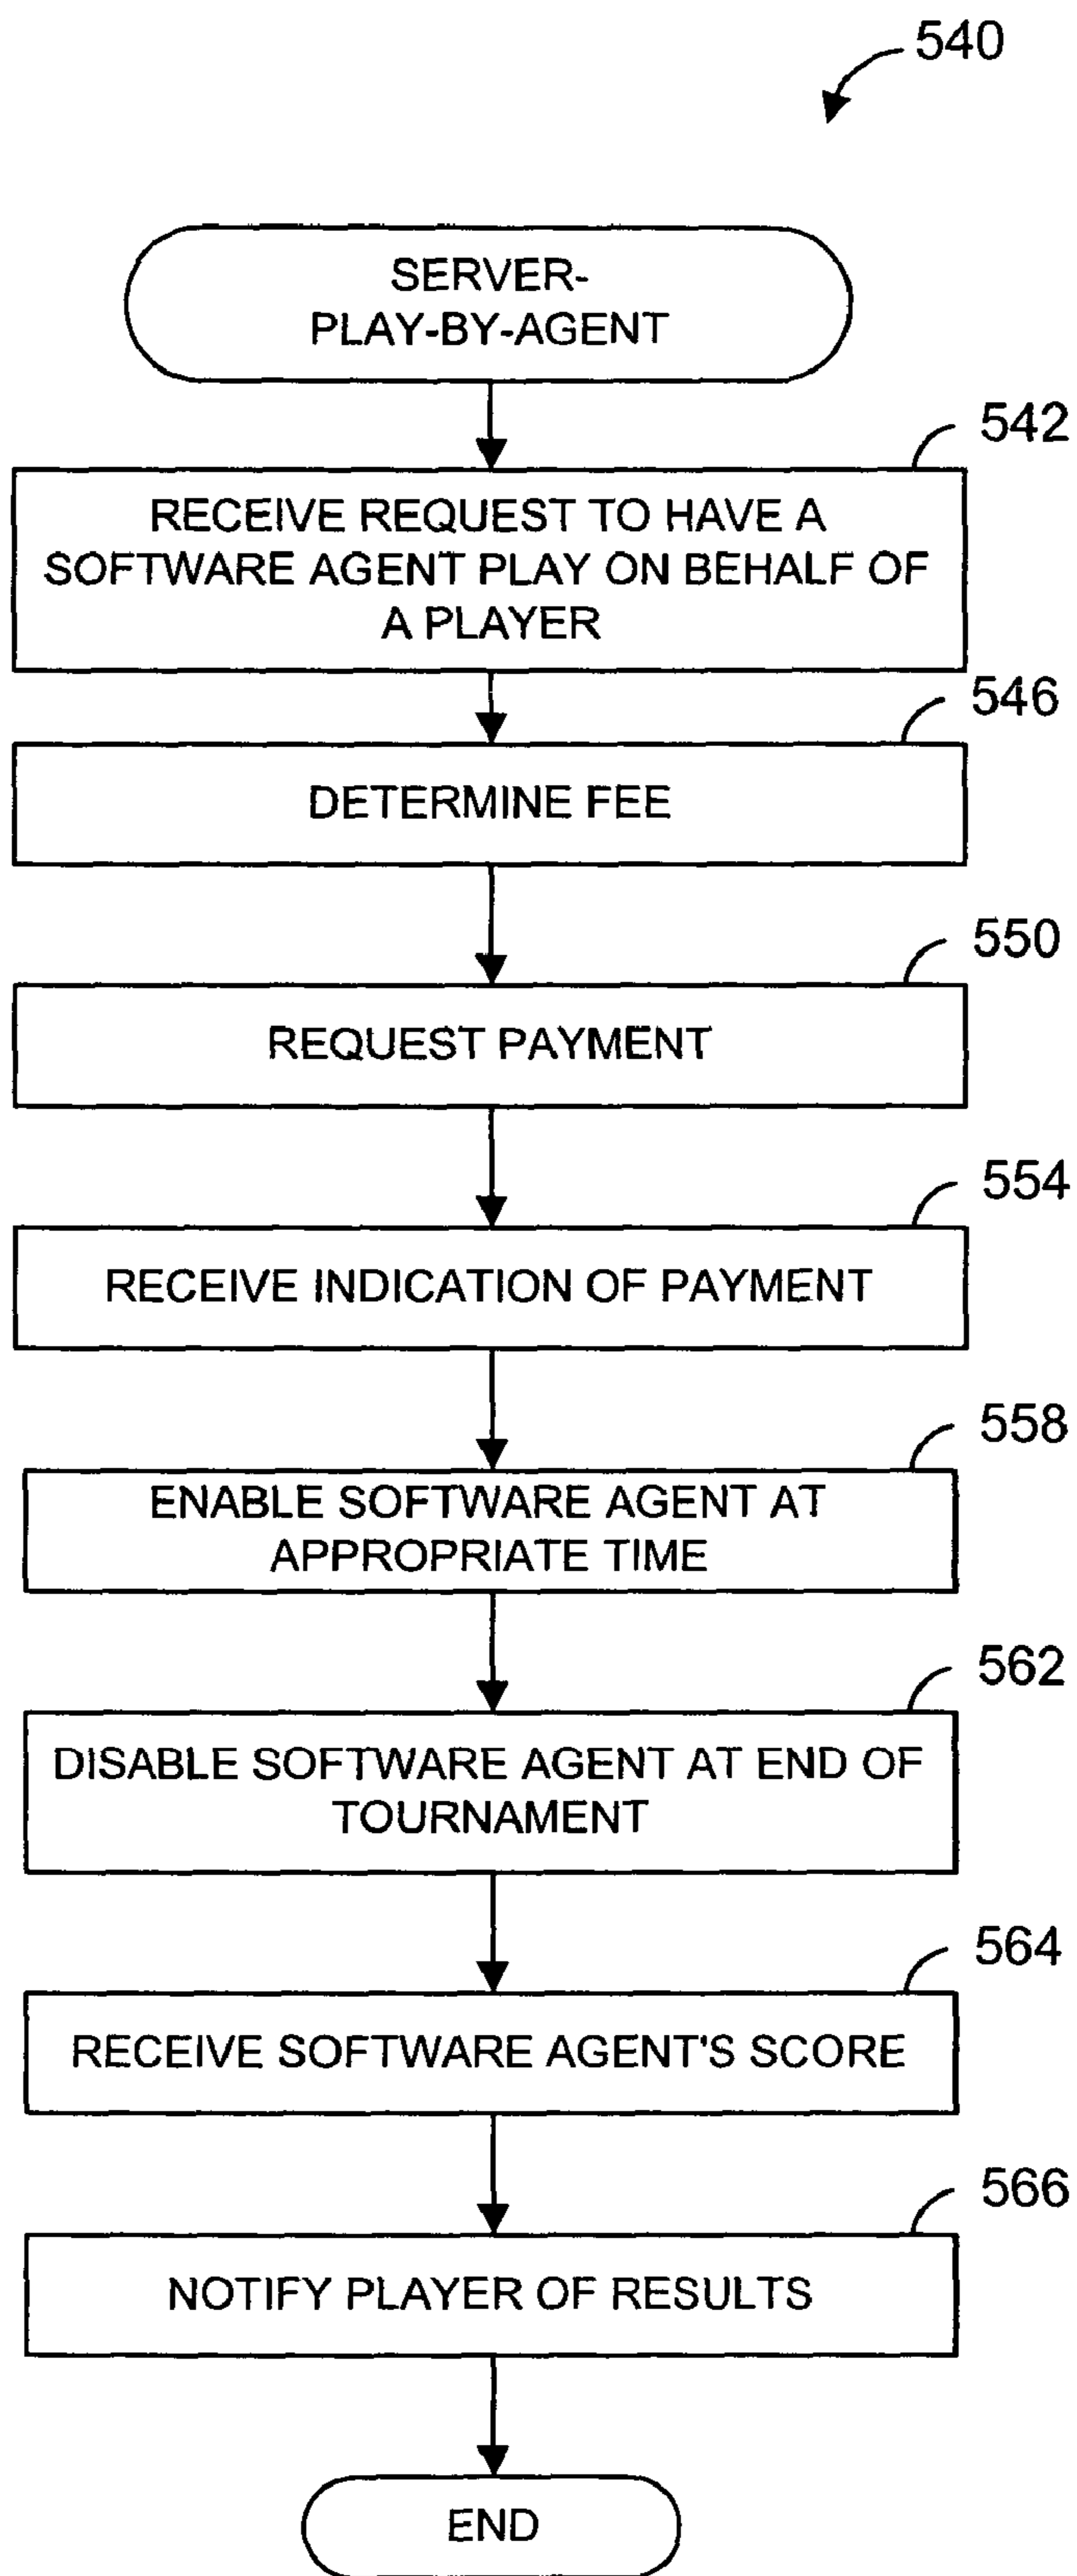 540
SERVER-
PLAY-BY-AGENT
542
RECEIVE REQUEST TO HAVE A
SOFTWARE AGENT PLAY ON BEHALF OF
A PLAYER
546
DETERMINE FEE
550
REQUEST PAYMENT
554
RECEIVE INDICATION OF PAYMENT
558
ENABLE SOFTWARE AGENT AT
APPROPRIATE TIME
562
DISABLE SOFTWARE AGENT AT END OF
TOURNAMENT
564
RECEIVE SOFTWARE AGENT'S SCORE
566
NOTIFY PLAYER OF RESULTS
END